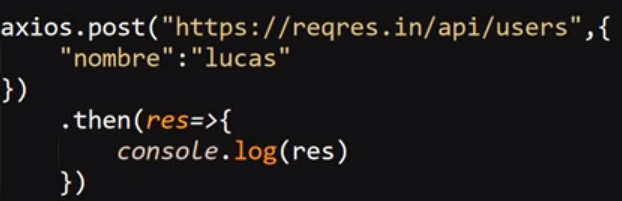 axios.post("https://reqres.in/api/users",{
    "nombre":"lucas"
})
    .then(res=>{
        console.log(res)
    })